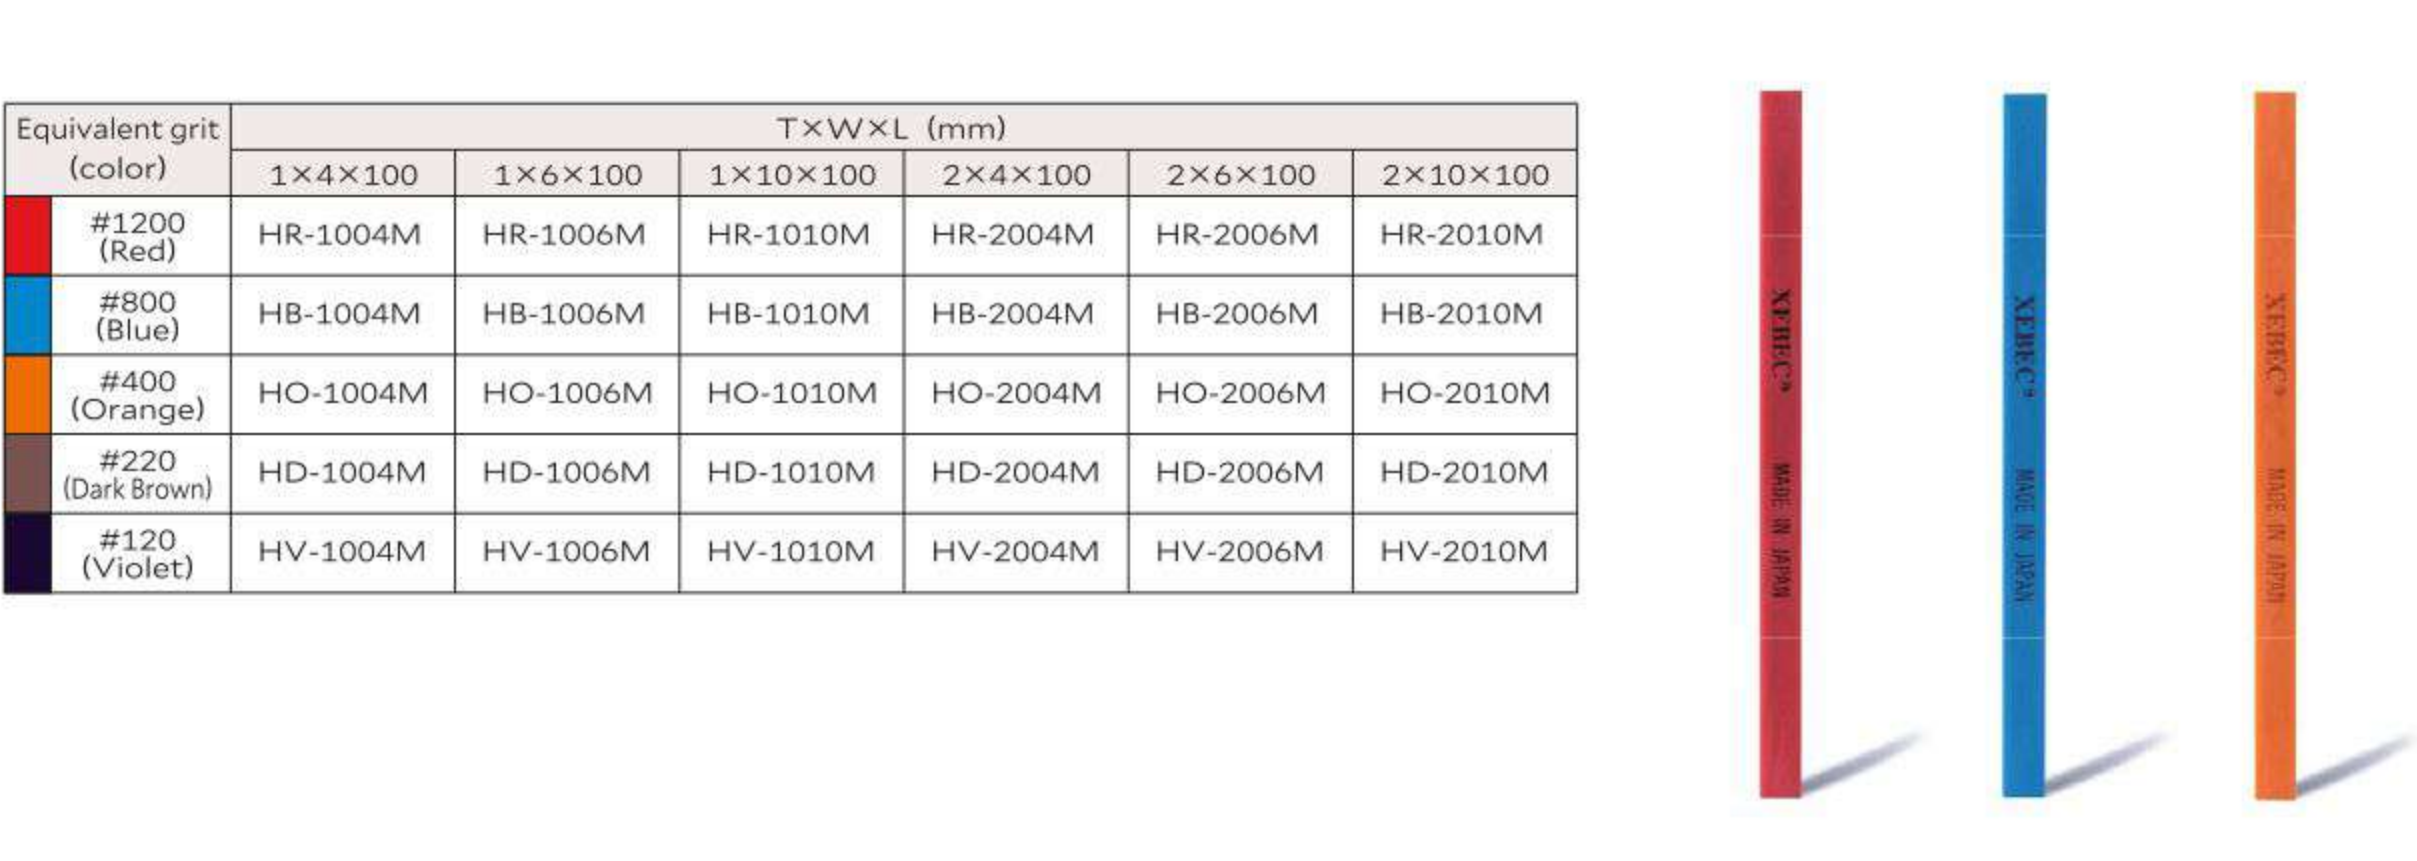 Equivalent grit
(color)
T×W×L (mm)
1×4×100 1×6×100 1×10×100 2×4×100 2×6×100 2×10×100
#1200
(Red)
HR-1004M HR-1006M HR-1010M HR-2004M HR-2006M HR-2010M
#800
(Blue)
HB-1004M HB-1006M HB-1010M HB-2004M HB-2006M HB-2010M
#400
(Orange)
HO-1004M HO-1006M HO-1010M HO-2004M HO-2006M HO-2010M
#220
(Dark Brown)
HD-1004M HD-1006M HD-1010M HD-2004M HD-2006M HD-2010M
#120
(Violet)
HV-1004M HV-1006M HV-1010M HV-2004M HV-2006M HV-2010M
XEBEC® MADE IN JAPAN
XEBEC® MADE IN JAPAN
XEBEC® MADE IN JAPAN